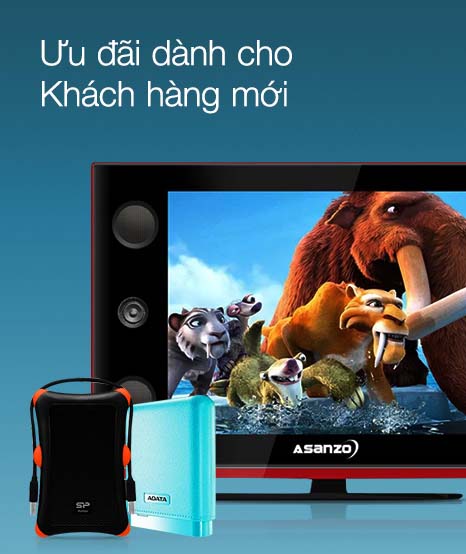 Ưu đãi dành cho
Khách hàng mới
ASANZO
ADATA
SP